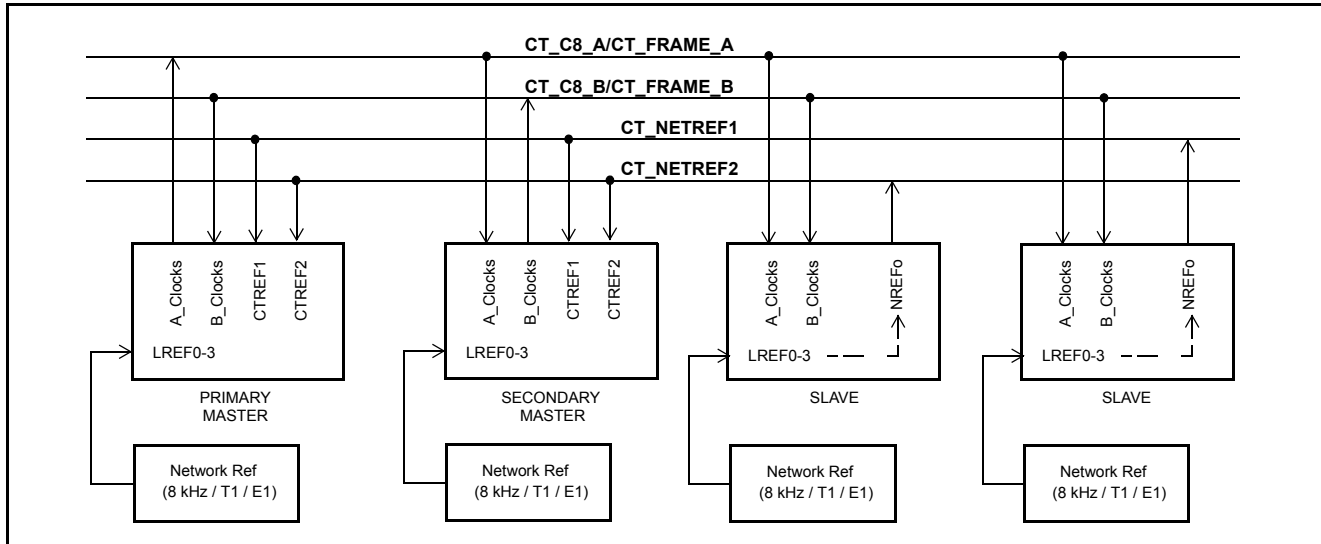 CT_C8_A/CT_FRAME_A
CT_C8_B/CT_FRAME_B
CT_NETREF1
CT_NETREF2
A_Clocks
B_Clocks
CTREF1
CTREF2
LREF0-3
PRIMARY
MASTER
Network Ref
(8 kHz / T1 / E1)
A_Clocks
B_Clocks
CTREF1
CTREF2
LREF0-3
SECONDARY
MASTER
Network Ref
(8 kHz / T1 / E1)
A_Clocks
B_Clocks
NREFo
LREF0-3
SLAVE
Network Ref
(8 kHz / T1 / E1)
A_Clocks
B_Clocks
NREFo
LREF0-3
SLAVE
Network Ref
(8 kHz / T1 / E1)